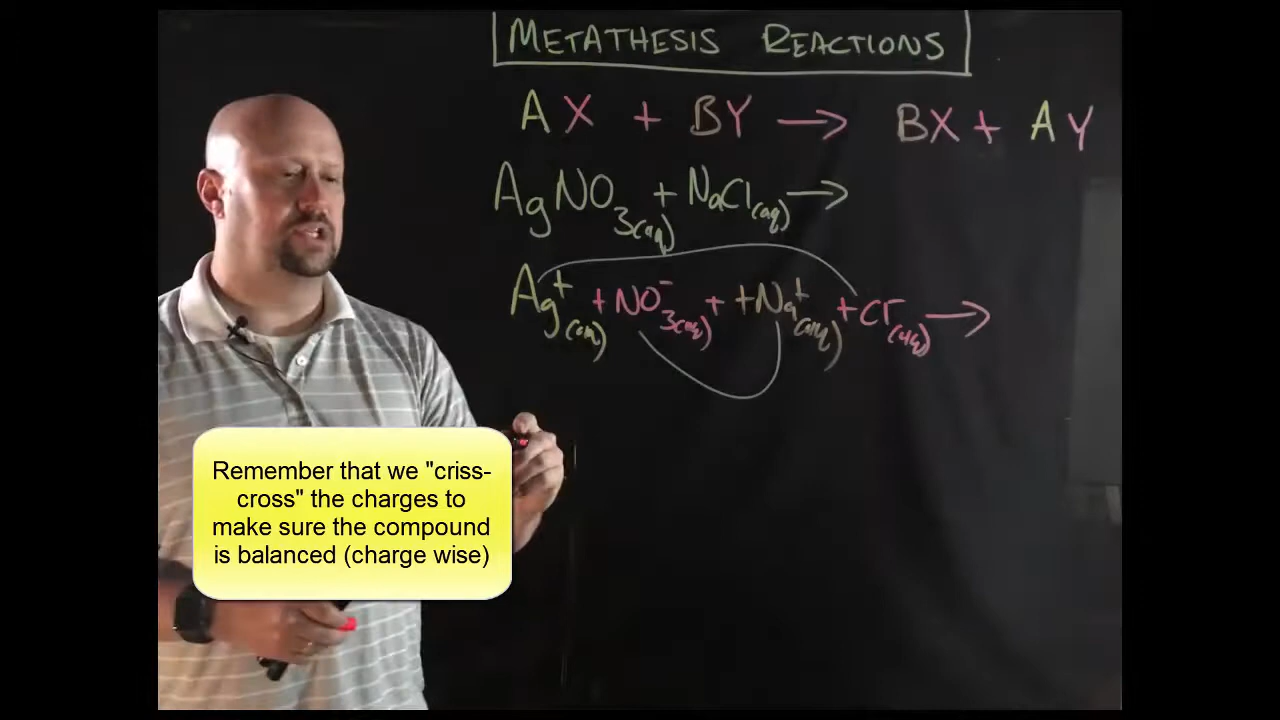 METATHESIS REACTIONS
AX + BY → BX + AY
AgNO3(aq) + NaCl(aq) →
Ag+(aq) + NO3-(aq) + +Na+(aq) + Cl-(aq) →
Remember that we "criss-
cross" the charges to
make sure the compound
is balanced (charge wise)